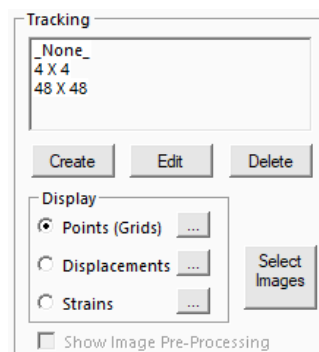 Tracking
_None_
4 X 4
48 X 48
Create Edit Delete
Display
Points (Grids) ...
Displacements ...
Strains ...
Select
Images
Show Image Pre-Processing